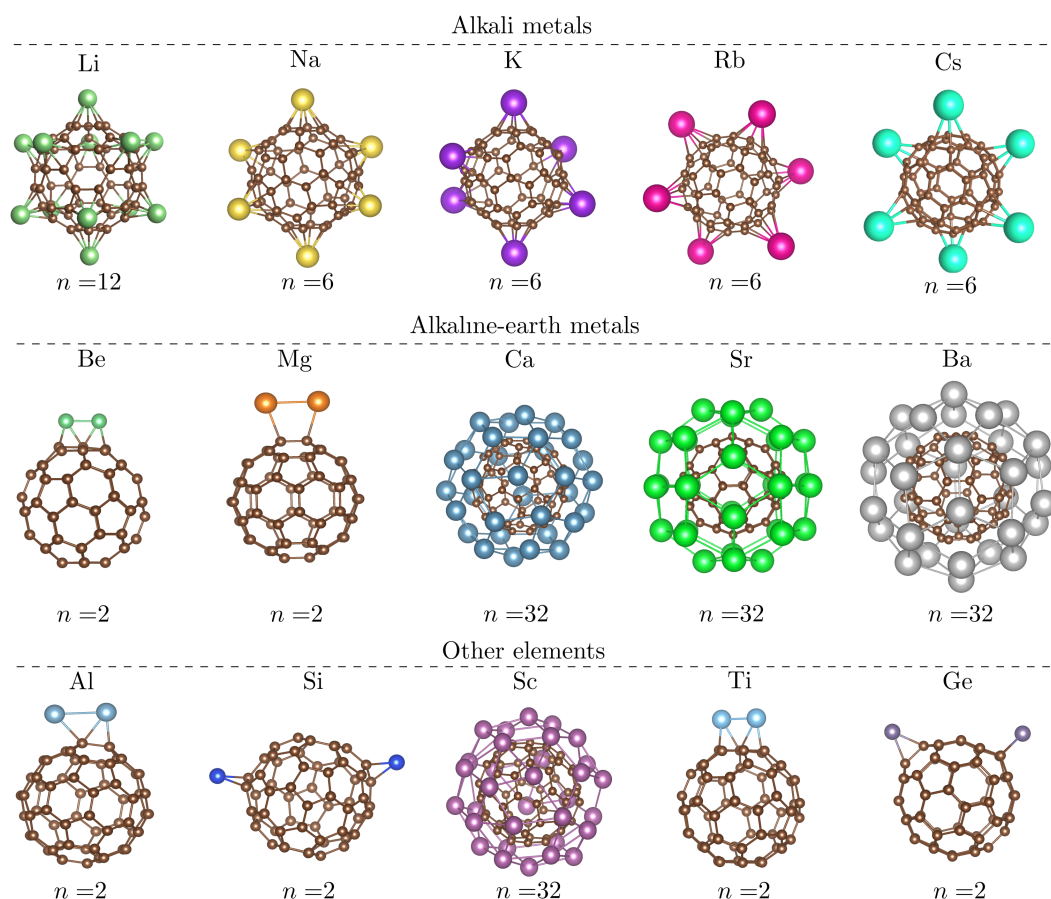 Alkali metals
Li Na K Rb Cs
n =12 n =6 n =6 n =6 n =6
Alkalıne-earth metals
Be Mg Ca Sr Ba
n =2 n =2 n =32 n =32 n =32
Other elements
Al Si Sc Ti Ge
n =2 n =2 n =32 n =2 n =2